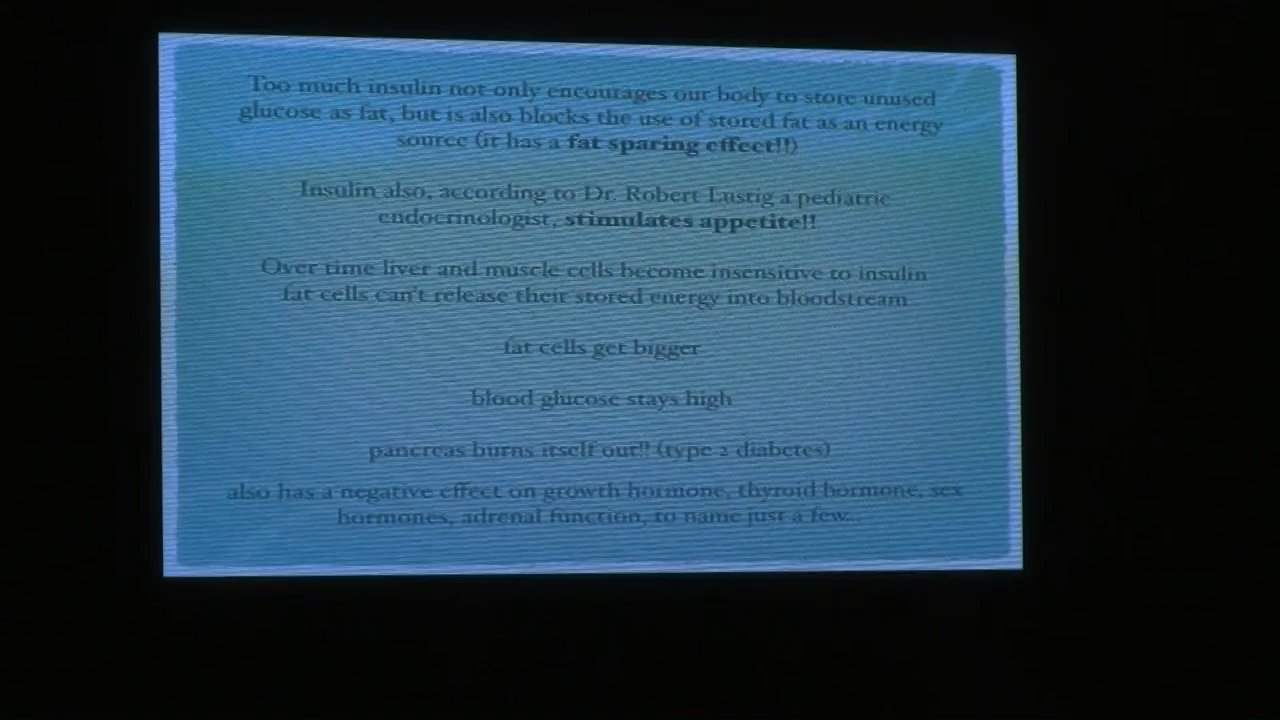 Too much insulin not only encourages our body to store unused
glucose as fat, but is also blocks the use of stored fat as an energy
source (it has a fat sparing effect!!)
Insulin also, according to Dr. Robert Lustig a pediatric
endocrinologist, stimulates appetite!!
Over time liver and muscle cells become insensitive to insulin
fat cells can't release their stored energy into bloodstream
fat cells get bigger
blood glucose stays high
pancreas burns itself out!! (type 2 diabetes)
also has a negative effect on growth hormone, thyroid hormone, sex
hormones, adrenal function, to name just a few...